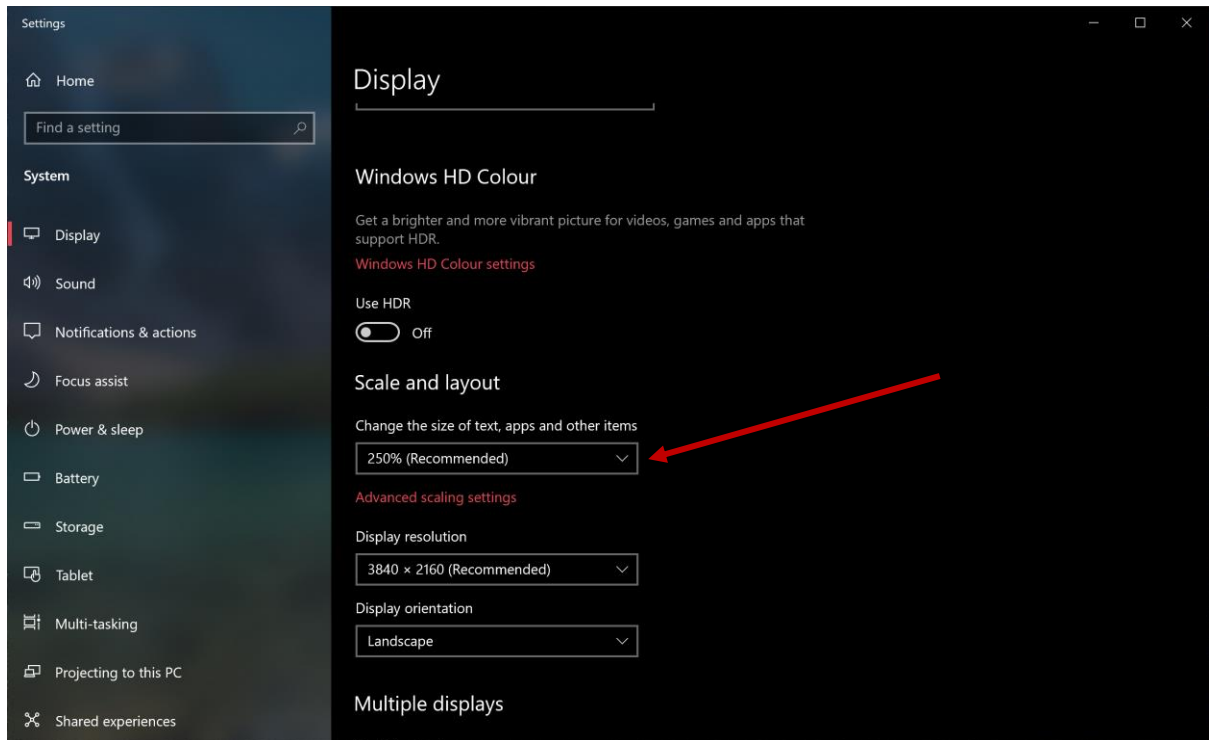 Settings
Home
Find a setting
System
Display
Sound
Notifications & actions
Focus assist
Power & sleep
Battery
Storage
Tablet
Multi-tasking
Projecting to this PC
Shared experiences
Display
Windows HD Colour
Get a brighter and more vibrant picture for videos, games and apps that
support HDR.
Windows HD Colour settings
Use HDR
Off
Scale and layout
Change the size of text, apps and other items
250% (Recommended)
Advanced scaling settings
Display resolution
3840 × 2160 (Recommended)
Display orientation
Landscape
Multiple displays